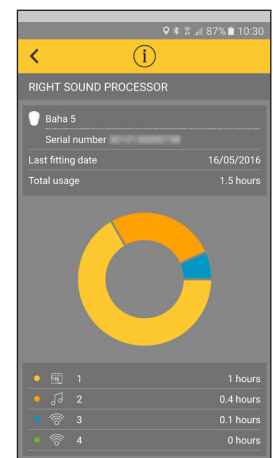 87% 10:30
RIGHT SOUND PROCESSOR
Baha 5
Serial number
Last fitting date 16/05/2016
Total usage 1.5 hours
1 1 hours
2 0.4 hours
3 0.1 hours
4 0 hours